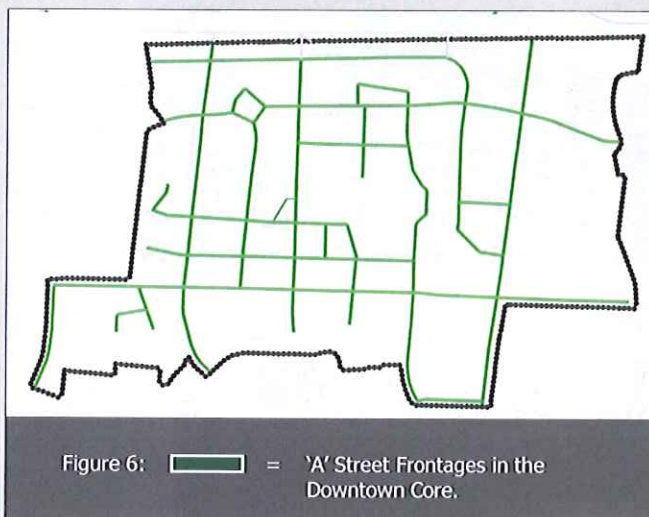 Figure 6: = 'A' Street Frontages in the
Downtown Core.